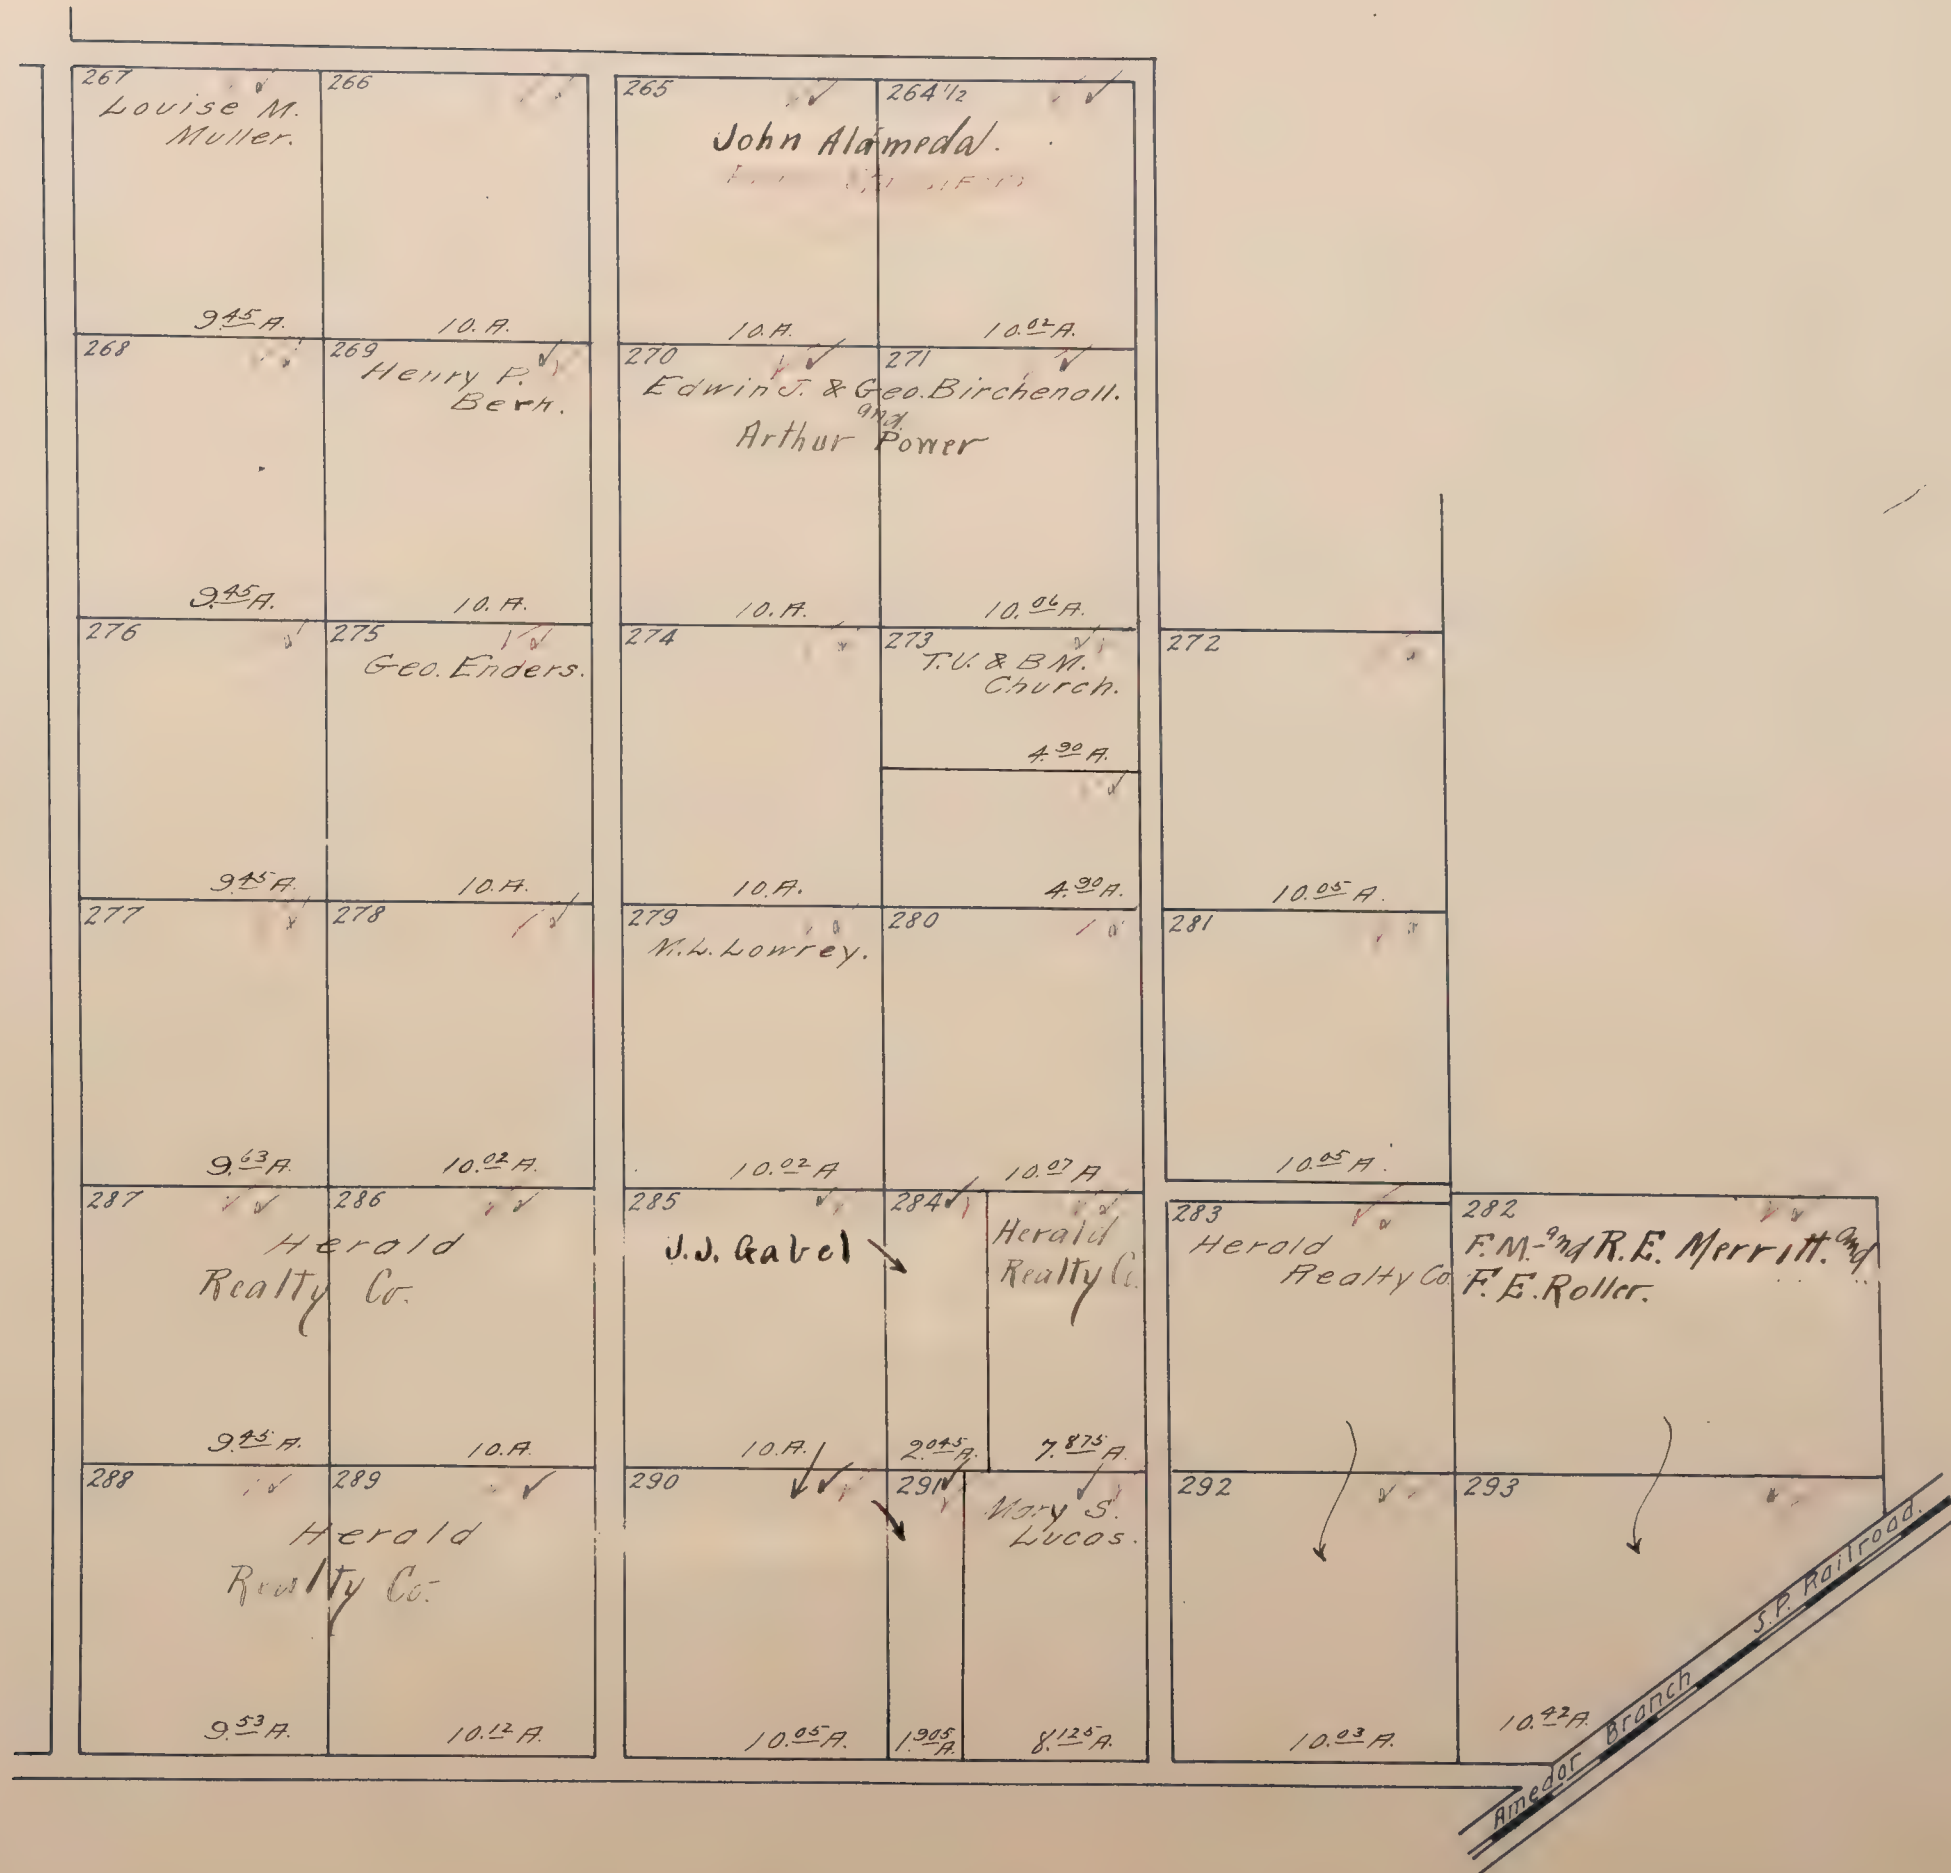 267
Louise M.
Muller.
9.45 A.
266
10. A.
265
264 1/2
John Alameda.
10. A.
10.02 A.
268
9.45 A.
269
Henry P.
Berk.
10. A.
270
271
Edwin J. & Geo. Birchenall.
and
Arthur Power
10. A.
10.06 A.
276
9.45 A.
275
Geo. Enders.
10. A.
274
10. A.
273
T.V. & B M.
Church.
4.90 A.
4.90 A.
272
10.05 A.
277
9.63 A.
278
10.02 A.
279
M.L. Lowrey.
10.02 A
280
10.07 A
281
10.05 A.
287
286
Herald
Realty Co.
9.45 A.
10. A.
285
J.J. Gabel
10. A.
284
2.045 A.
Herald
Realty Co.
7.875 A.
283
Herald
Realty Co
282
F.M. and R.E. Merritt. and
F.E. Roller.
288
289
Herald
Realty Co.
9.53 A.
10.12 A.
290
10.05 A.
291
1.905 A.
Mary S.
Lucas.
8.125 A.
292
10.03 A.
293
10.42 A.
Amedor Branch S.P. Railroad.